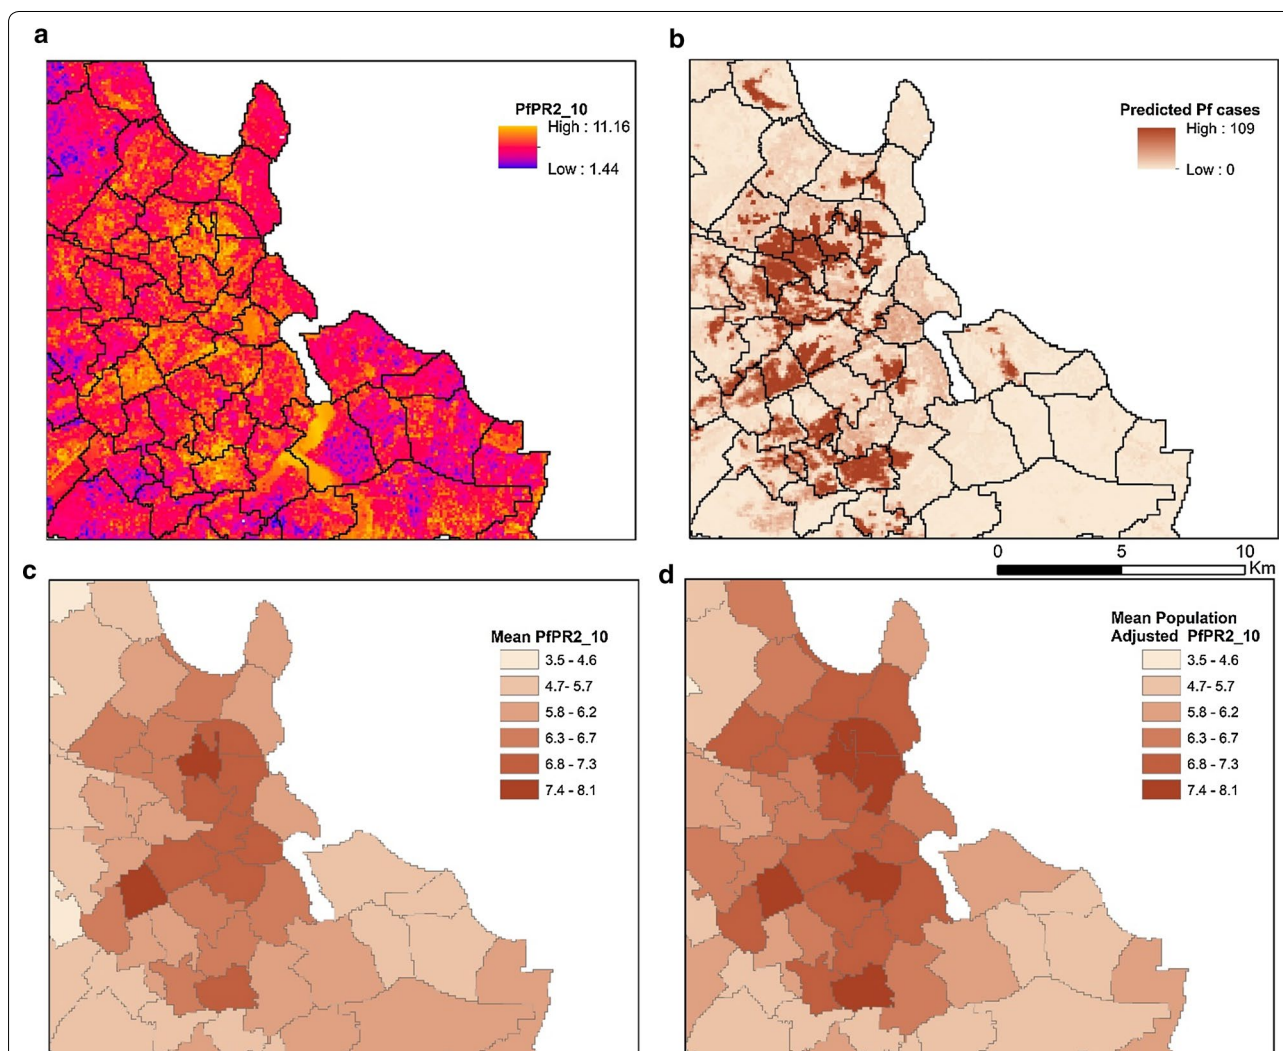 a
PfPR2_10
High : 11.16
Low : 1.44
b
Predicted Pf cases
High : 109
Low : 0
0 5 10
Km
c
Mean PfPR2_10
3.5 - 4.6
4.7- 5.7
5.8 - 6.2
6.3 - 6.7
6.8 - 7.3
7.4 - 8.1
d
Mean Population
Adjusted PfPR2_10
3.5 - 4.6
4.7- 5.7
5.8 - 6.2
6.3 - 6.7
6.8 - 7.3
7.4 - 8.1